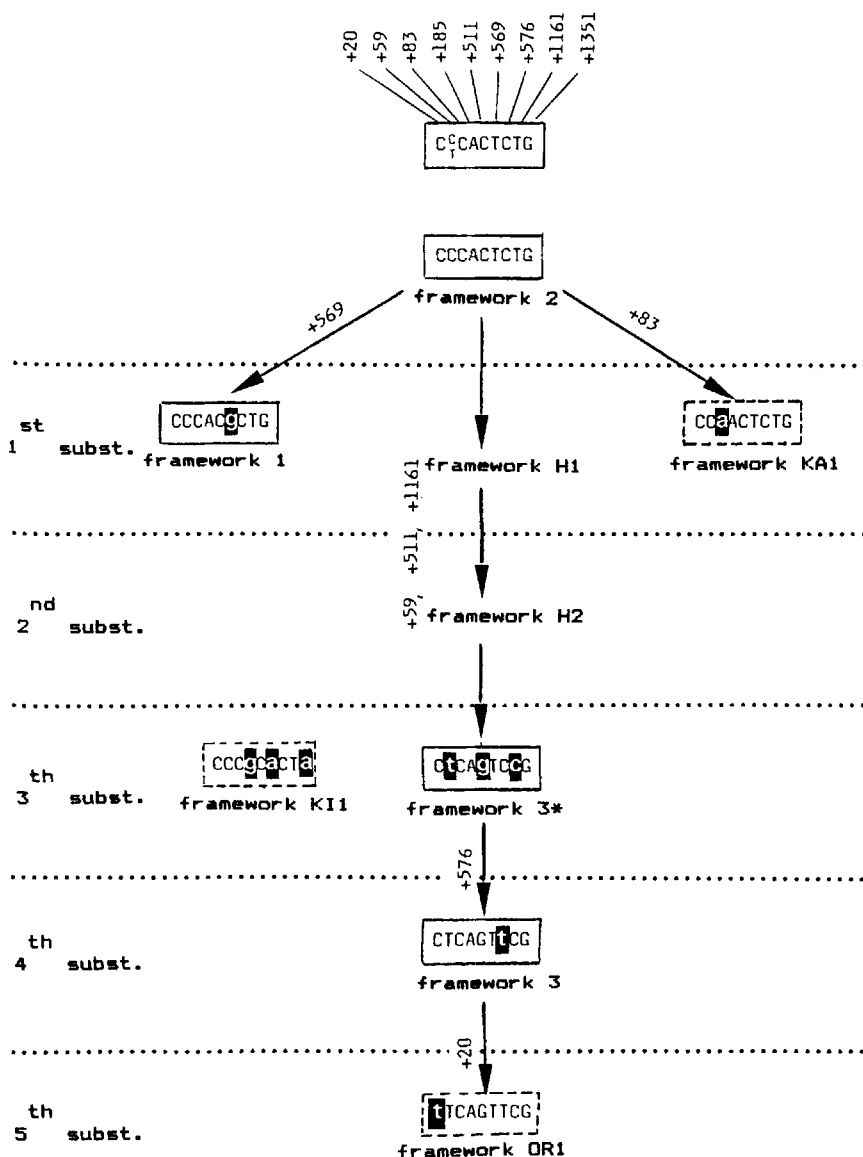 +20 +59 +83 +185 +511 +569 +576 +1161 +1351
CC/TCACTCTG
CCCACTCTG
framework 2
+569
+83
1st subst.
CCCACgCTG
framework 1
framework H1
CCaACTCTG
framework KA1
+59, +511, +1161
2nd subst.
framework H2
3th subst.
CCCgCaCTa
framework KI1
CtCAgTCcG
framework 3*
+576
4th subst.
CTCAGTtCG
framework 3
+20
5th subst.
tTCAGTTCG
framework OR1